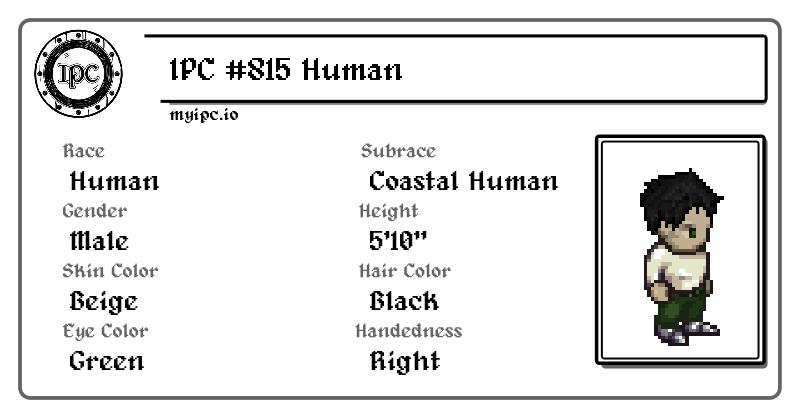 IPC
IPC #815 Human
myipc.io
Race
Human
Subrace
Coastal Human
Gender
Male
Height
5'10"
Skin Color
Beige
Hair Color
Black
Eye Color
Green
Handedness
Right